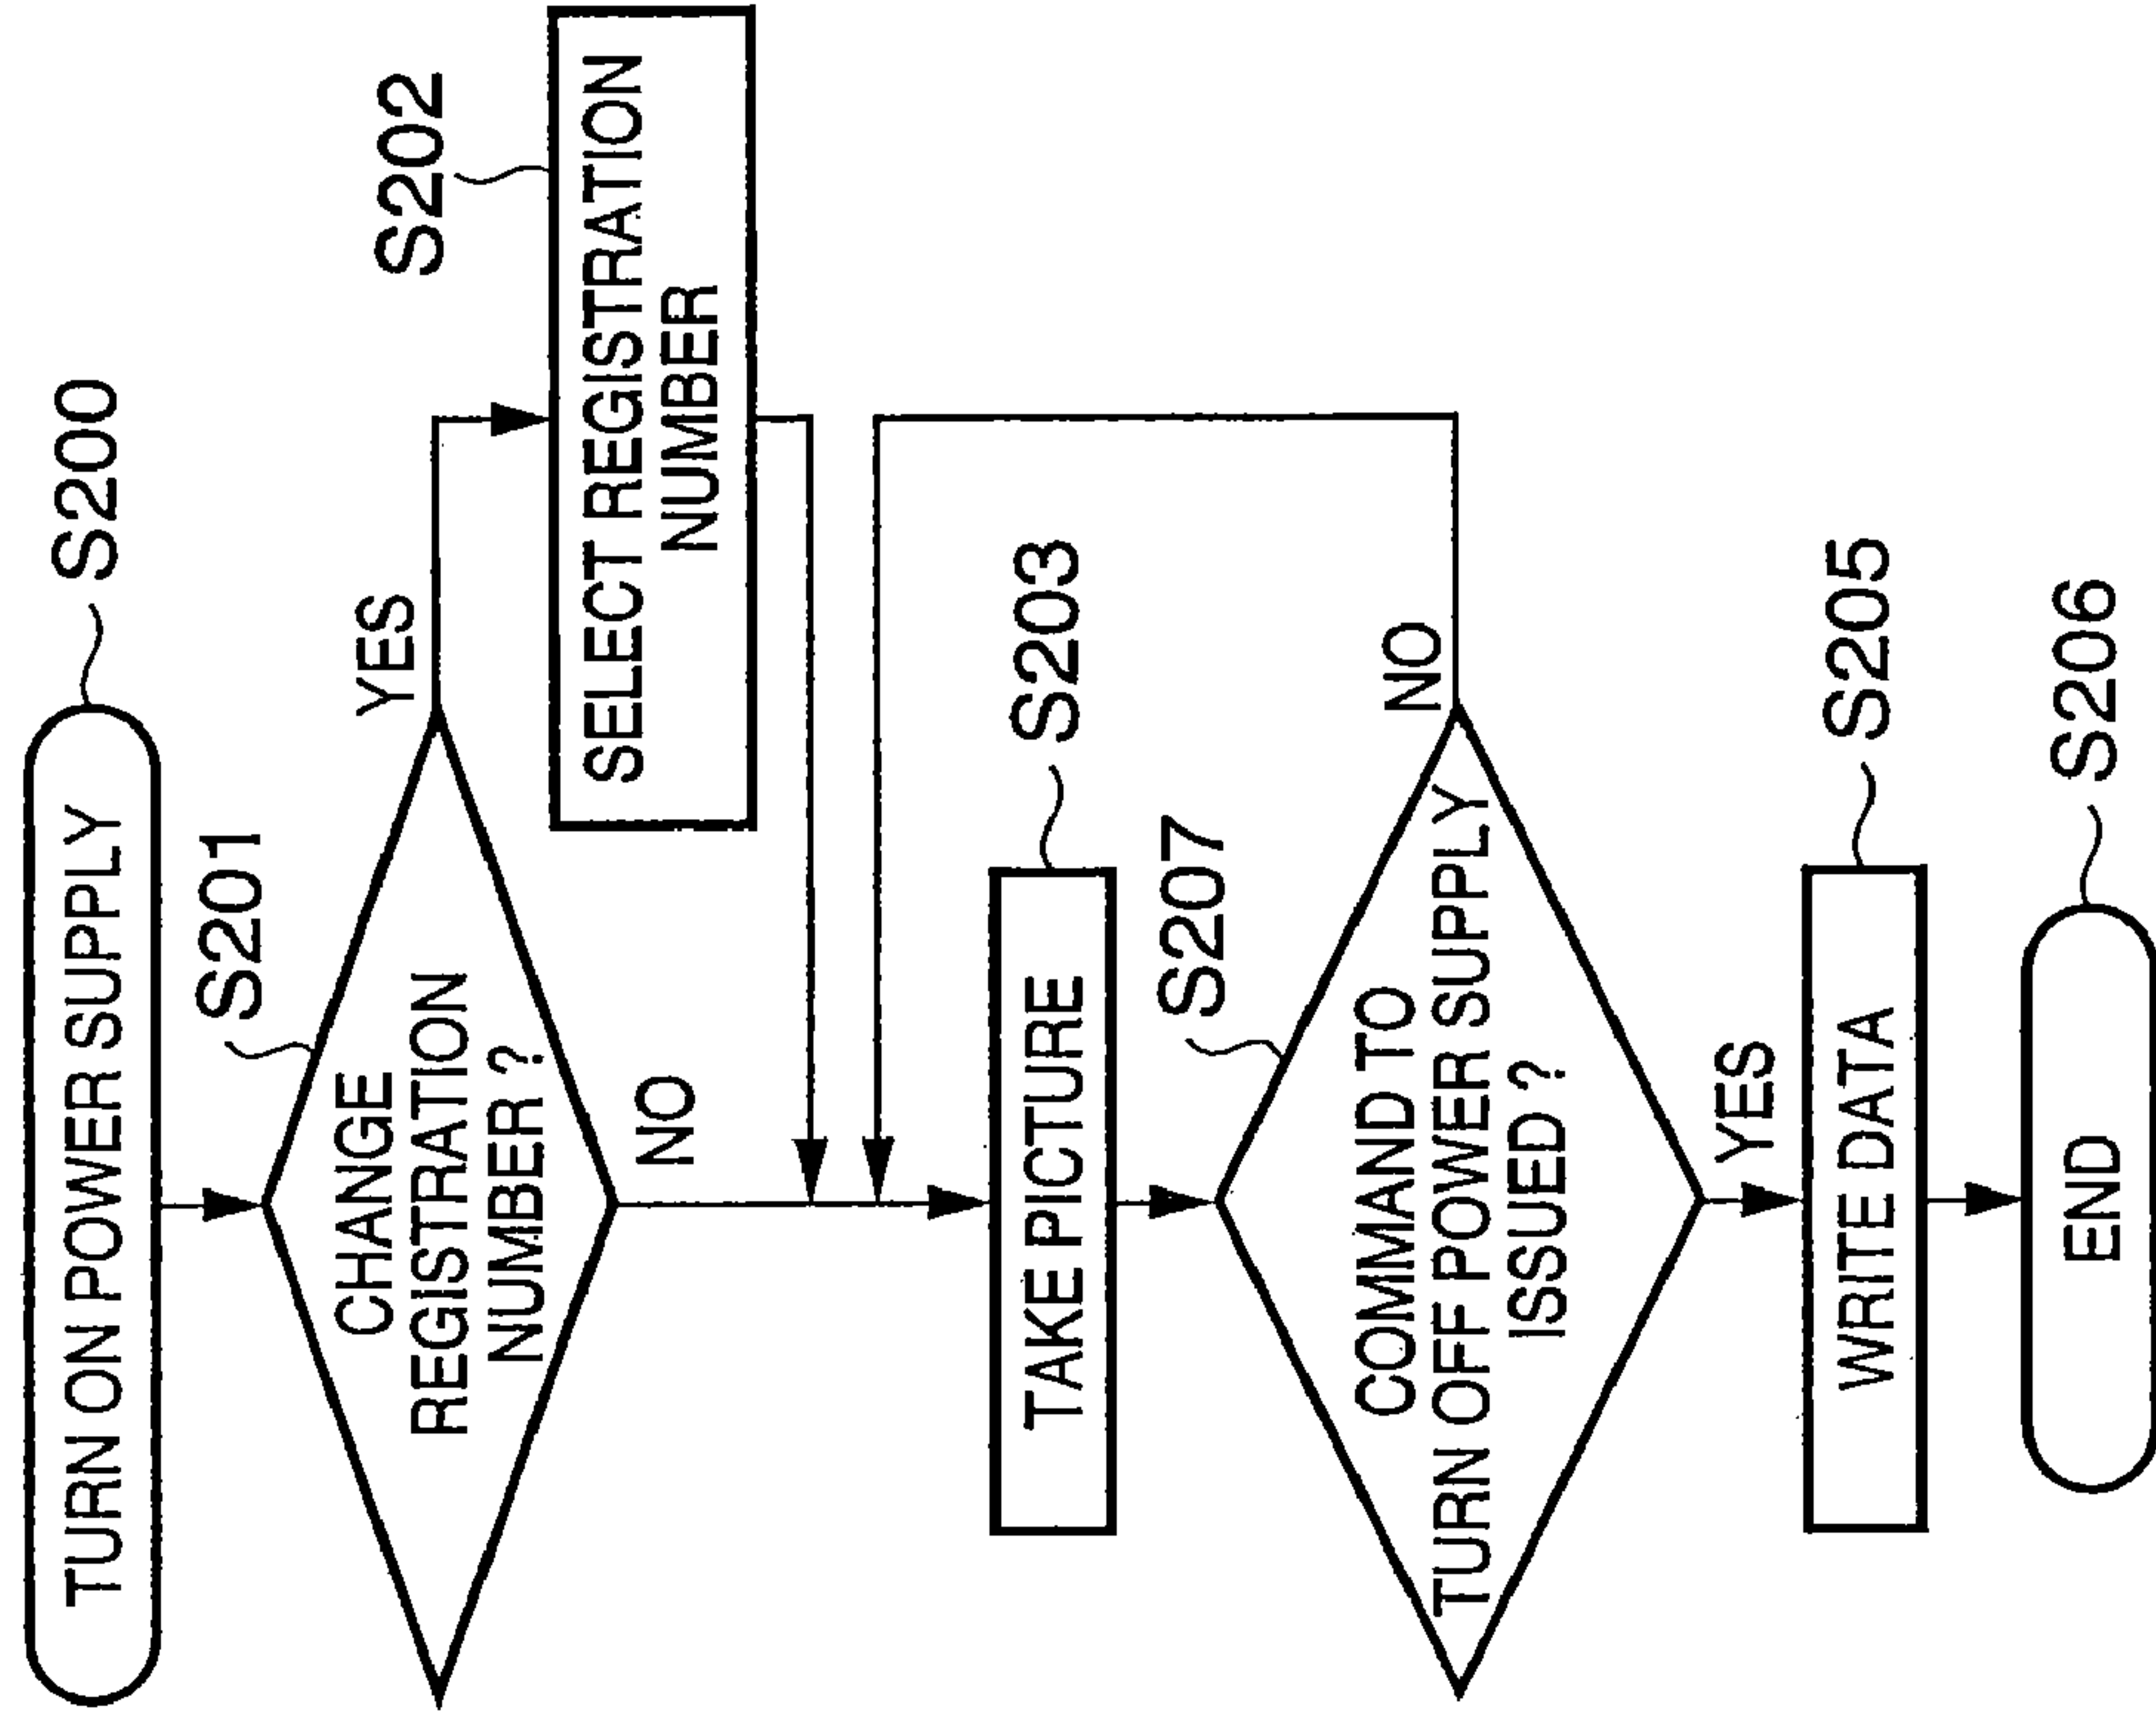 S200
TURN ON POWER SUPPLY
S201
CHANGE
REGISTRATION
NUMBER?
YES
NO
S202
SELECT REGISTRATION
NUMBER
S203
TAKE PICTURE
S207
COMMAND TO
TURN OFF POWER SUPPLY
ISSUED?
NO
YES
S205
WRITE DATA
S206
END